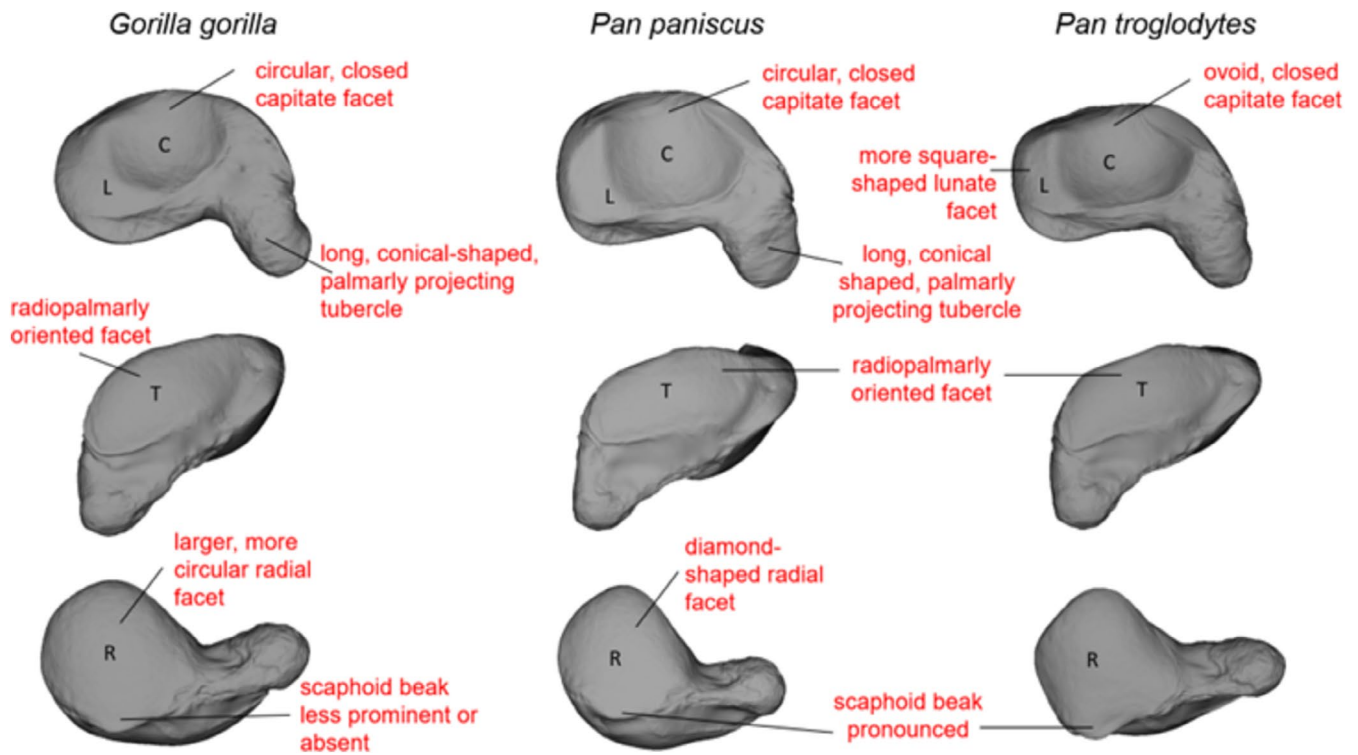 Gorilla gorilla
Pan paniscus
Pan troglodytes
circular, closed
capitate facet
C
L
long, conical-shaped,
palmarly projecting
tubercle
circular, closed
capitate facet
C
L
long, conical
shaped, palmarly
projecting tubercle
ovoid, closed
capitate facet
more square-
shaped lunate
facet
C
L
radiopalmarly
oriented facet
T
T
radiopalmarly
oriented facet
T
larger, more
circular radial
facet
R
scaphoid beak
less prominent or
absent
diamond-
shaped radial
facet
R
scaphoid beak
pronounced
R